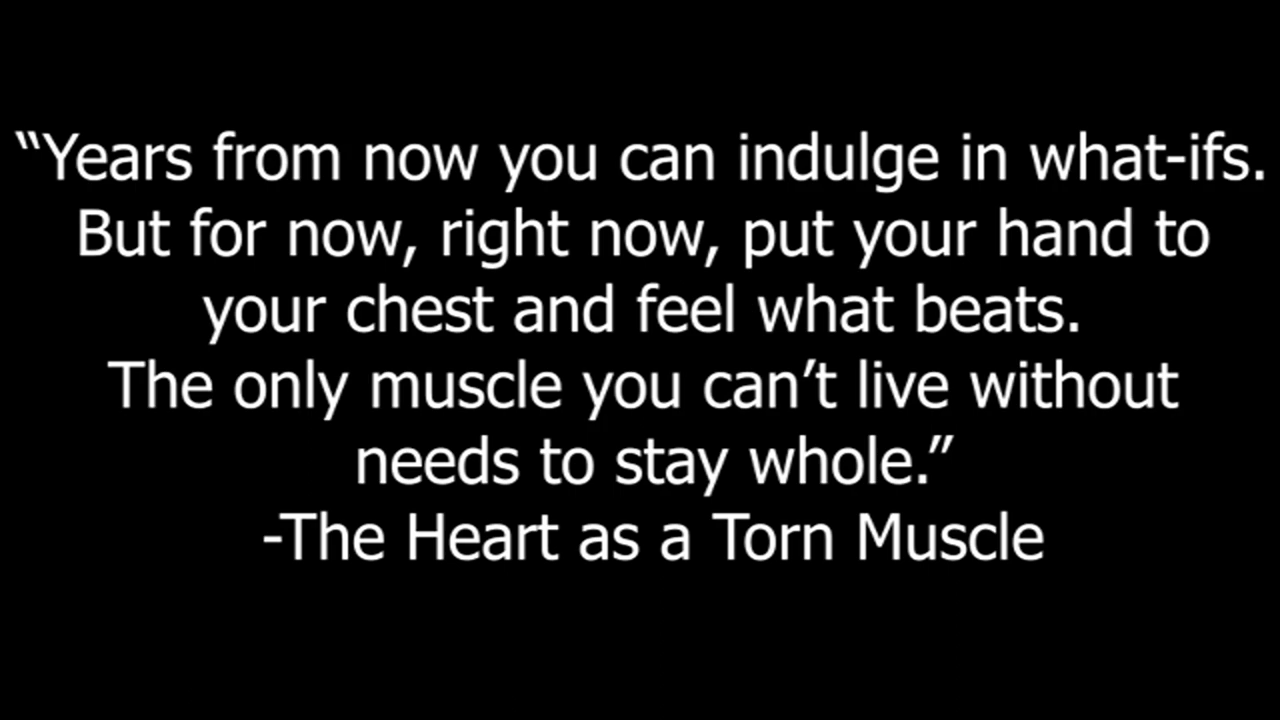 “Years from now you can indulge in what-ifs.
But for now, right now, put your hand to
your chest and feel what beats.
The only muscle you can’t live without
needs to stay whole.”
-The Heart as a Torn Muscle